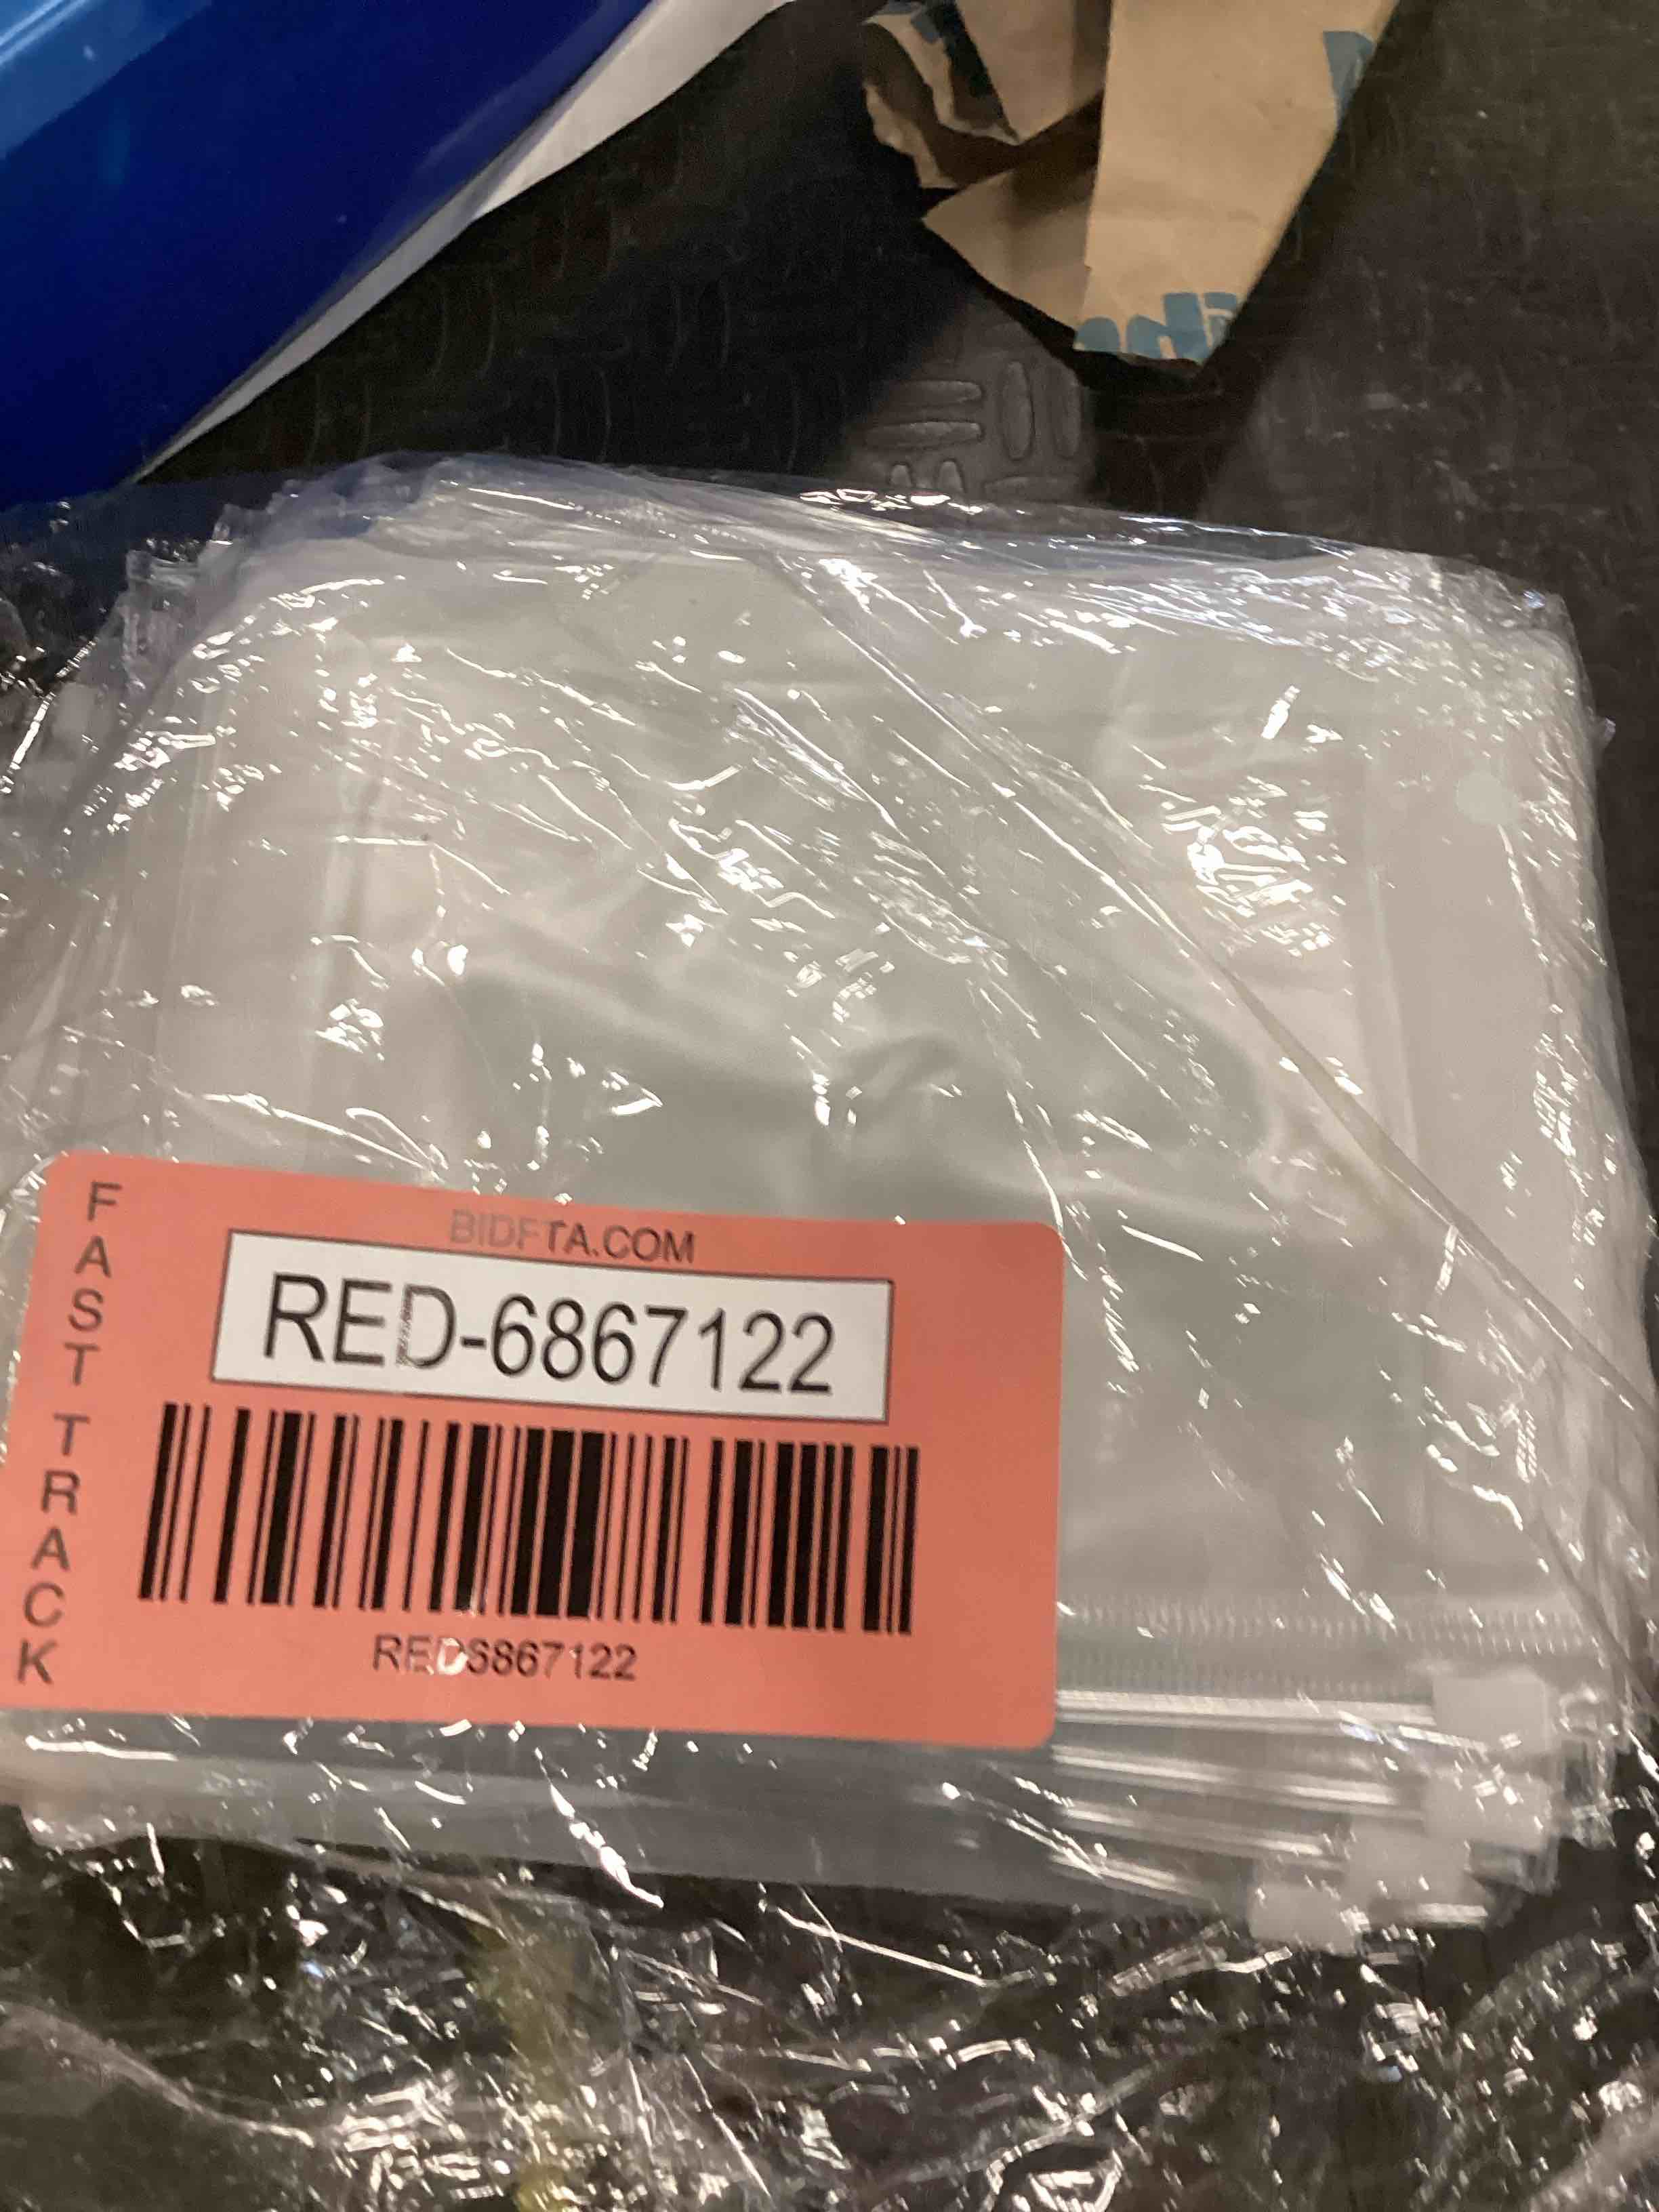 BIDFTA.COM
FAST TRACK
RED-6867122
RED6867122